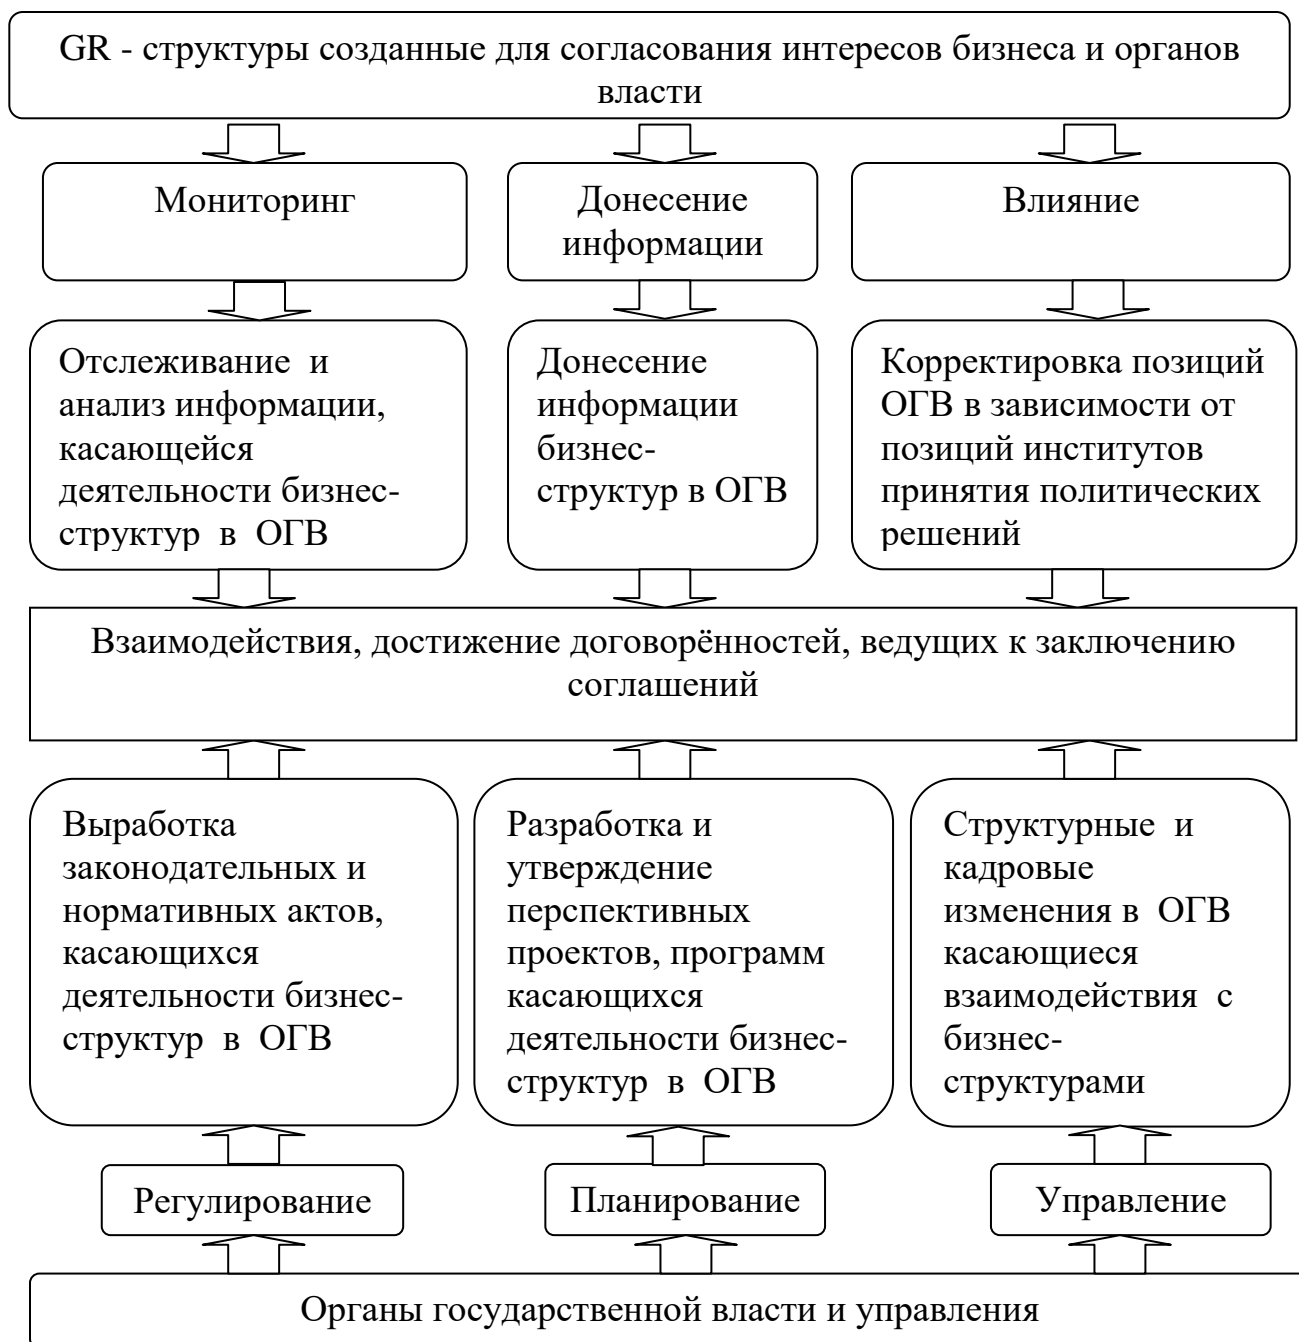 GR - структуры созданные для согласования интересов бизнеса и органов
власти
Мониторинг
Донесение
информации
Влияние
Отслеживание и
анализ информации,
касающейся
деятельности бизнес-
структур в ОГВ
Донесение
информации
бизнес-
структур в ОГВ
Корректировка позиций
ОГВ в зависимости от
позиций институтов
принятия политических
решений
Взаимодействия, достижение договорённостей, ведущих к заключению
соглашений
Выработка
законодательных и
нормативных актов,
касающихся
деятельности бизнес-
структур в ОГВ
Разработка и
утверждение
перспективных
проектов, программ
касающихся
деятельности бизнес-
структур в ОГВ
Структурные и
кадровые
изменения в ОГВ
касающиеся
взаимодействия с
бизнес-
структурами
Регулирование
Планирование
Управление
Органы государственной власти и управления